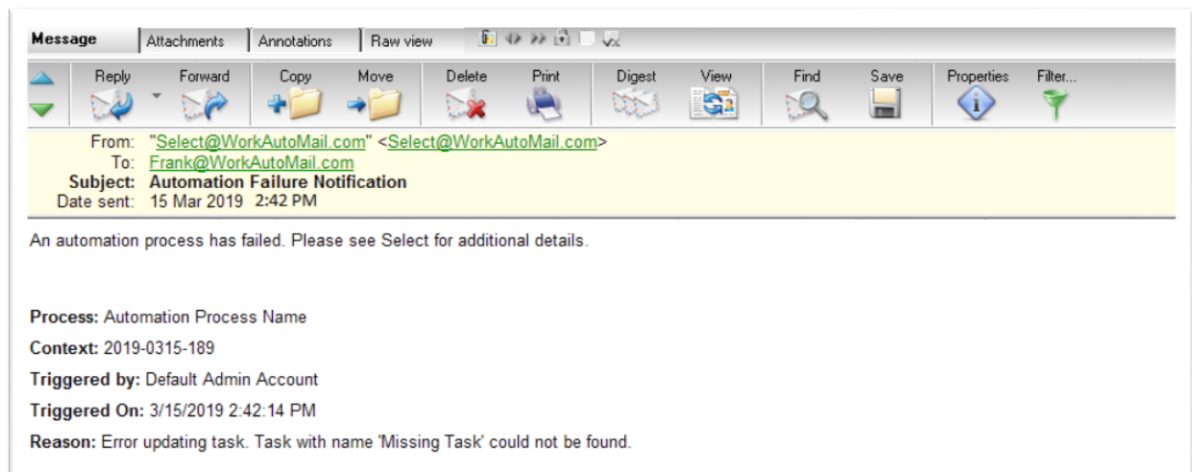 Message Attachments Annotations Raw view
Reply Forward Copy Move Delete Print Digest View Find Save Properties Filter...
From: "Select@WorkAutoMail.com" <Select@WorkAutoMail.com>
To: Frank@WorkAutoMail.com
Subject: Automation Failure Notification
Date sent: 15 Mar 2019 2:42 PM
An automation process has failed. Please see Select for additional details.
Process: Automation Process Name
Context: 2019-0315-189
Triggered by: Default Admin Account
Triggered On: 3/15/2019 2:42:14 PM
Reason: Error updating task. Task with name 'Missing Task' could not be found.